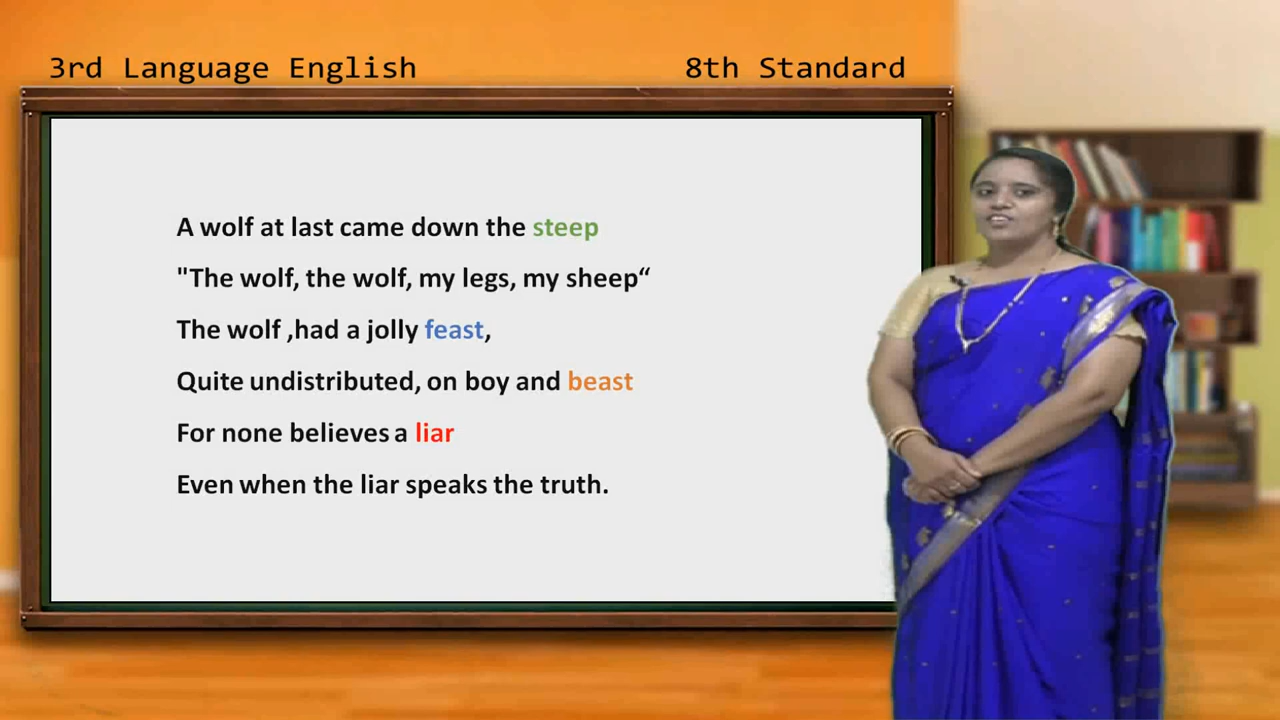 3rd Language English
8th Standard
A wolf at last came down the steep
"The wolf, the wolf, my legs, my sheep“
The wolf ,had a jolly feast,
Quite undistributed, on boy and beast
For none believes a liar
Even when the liar speaks the truth.